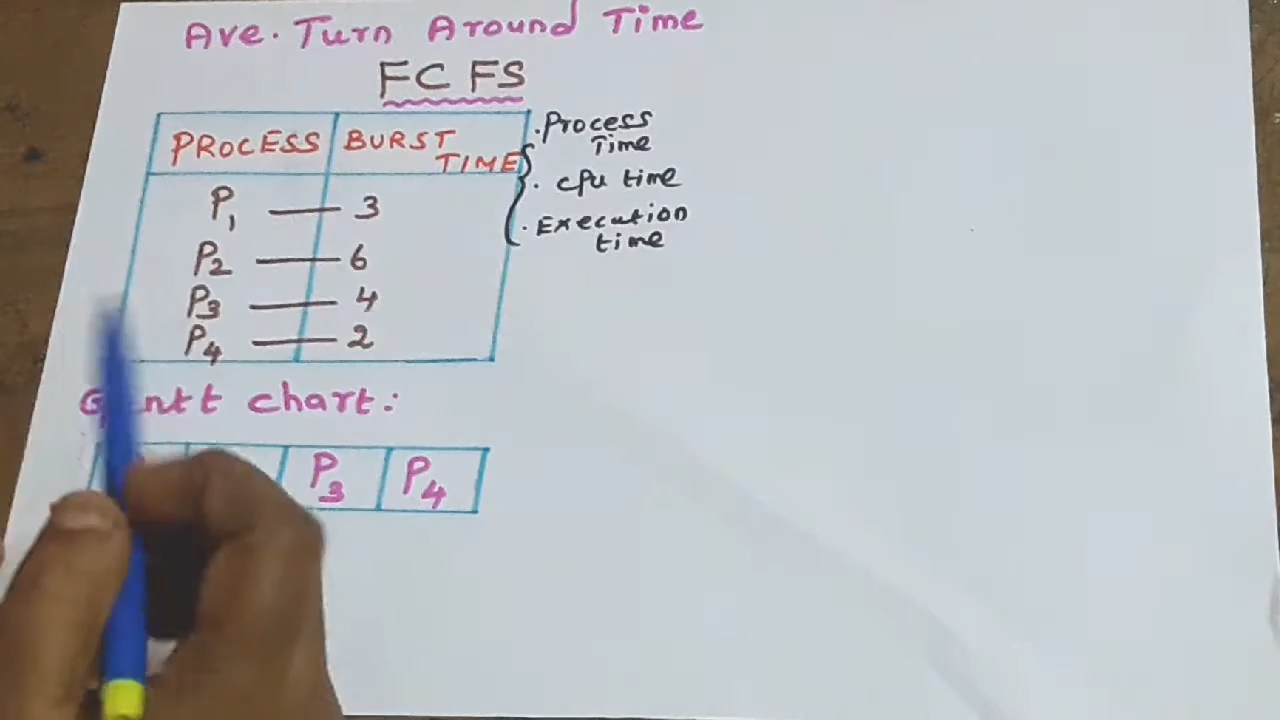 Ave. Turn Around Time
FCFS
PROCESS BURST TIME
. Process Time
. cpu time
. Execution time
P1 — 3
P2 — 6
P3 — 4
P4 — 2
chart:
P3 P4